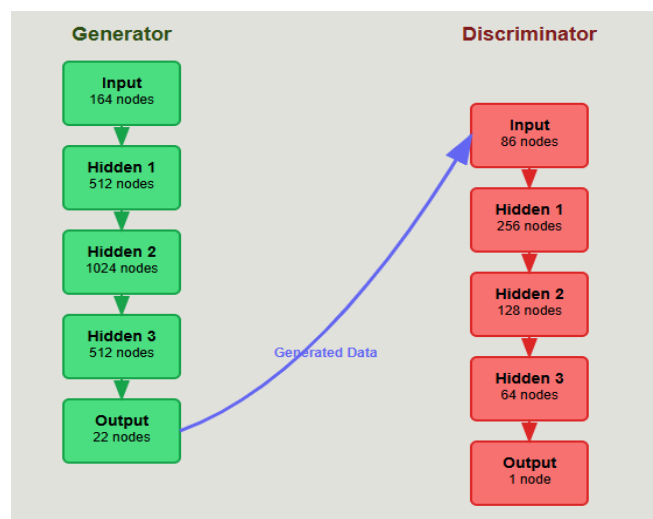 Generator
Input
164 nodes
Hidden 1
512 nodes
Hidden 2
1024 nodes
Hidden 3
512 nodes
Output
22 nodes
Generated Data
Discriminator
Input
86 nodes
Hidden 1
256 nodes
Hidden 2
128 nodes
Hidden 3
64 nodes
Output
1 node